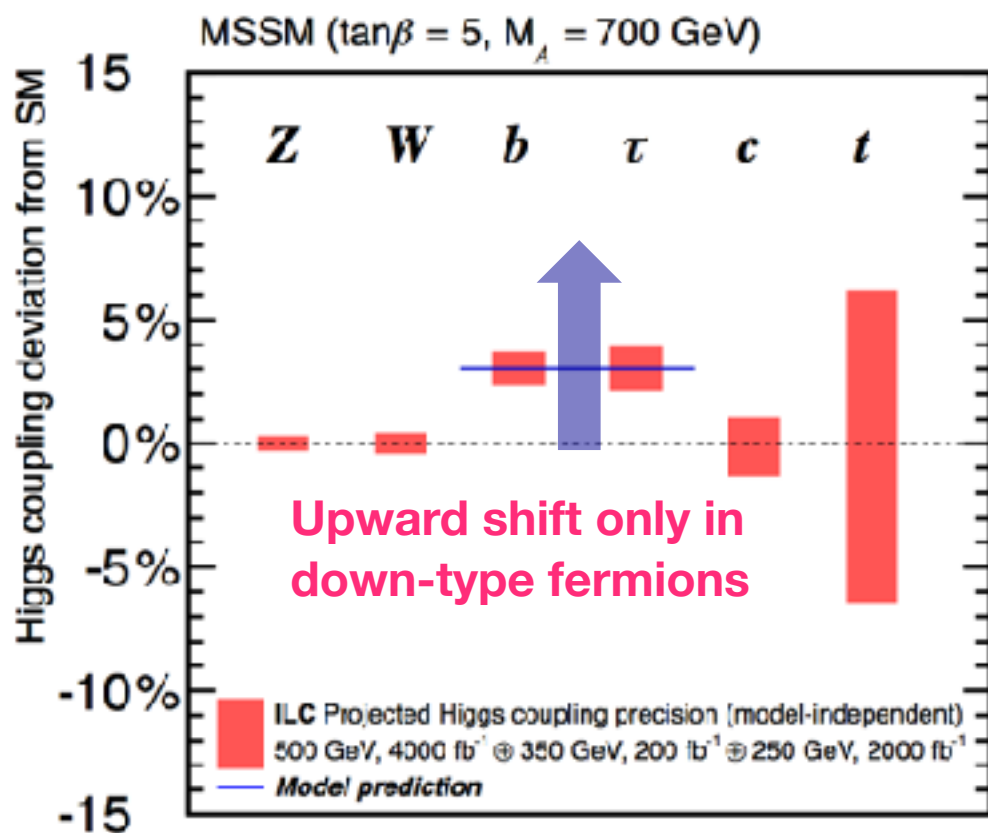 MSSM (tanβ = 5, M_A = 700 GeV)
Higgs coupling deviation from SM
15
10%
5%
0%
-5%
-10%
-15
Z W b τ c t
Upward shift only in
down-type fermions
ILC Projected Higgs coupling precision (model-independent)
500 GeV, 4000 fb⁻¹ ⊕ 350 GeV, 200 fb⁻¹ ⊕ 250 GeV, 2000 fb⁻¹
Model prediction